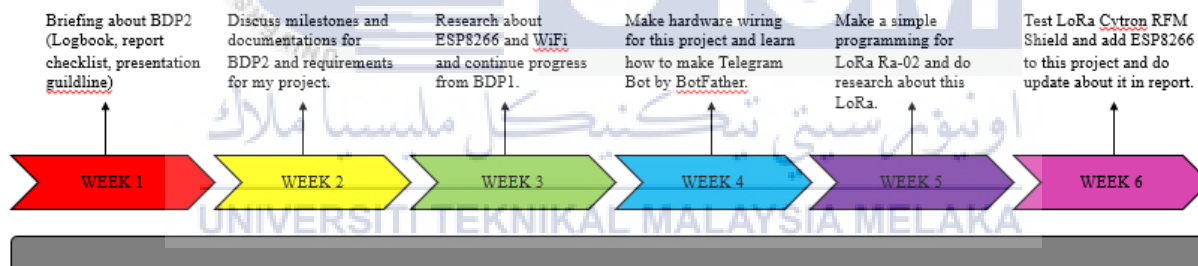 Briefing about BDP2
(Logbook, report
checklist, presentation
guildline)
Discuss milestones and
documentations for
BDP2 and requirements
for my project.
Research about
ESP8266 and WiFi
and continue progress
from BDP1.
Make hardware wiring
for this project and learn
how to make Telegram
Bot by BotFather.
Make a simple
programming for
LoRa Ra-02 and do
research about this
LoRa.
Test LoRa Cytron RFM
Shield and add ESP8266
to this project and do
update about it in report.
اونيۏرسيتي تيكنيكل مليسيا ملاك
WEEK 1
WEEK 2
WEEK 3
WEEK 4
WEEK 5
WEEK 6
UNIVERSITI TEKNIKAL MALAYSIA MELAKA